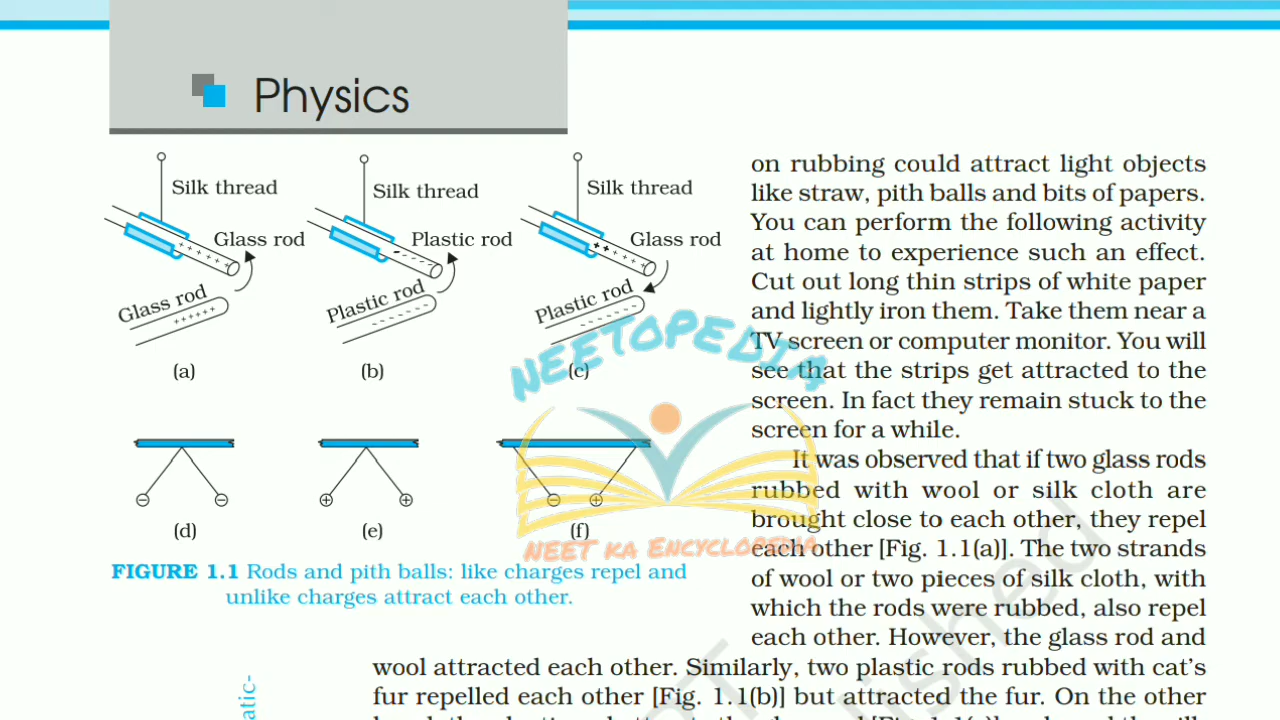 Physics
Silk thread
Glass rod
Glass rod
(a)
Silk thread
Plastic rod
Plastic rod
(b)
Silk thread
Glass rod
Plastic rod
(c)
(d)
(e)
(f)
FIGURE 1.1 Rods and pith balls: like charges repel and
unlike charges attract each other.
NEETOPEDIA
NEET KA ENCYCLOPEDIA
on rubbing could attract light objects
like straw, pith balls and bits of papers.
You can perform the following activity
at home to experience such an effect.
Cut out long thin strips of white paper
and lightly iron them. Take them near a
TV screen or computer monitor. You will
see that the strips get attracted to the
screen. In fact they remain stuck to the
screen for a while.
It was observed that if two glass rods
rubbed with wool or silk cloth are
brought close to each other, they repel
each other [Fig. 1.1(a)]. The two strands
of wool or two pieces of silk cloth, with
which the rods were rubbed, also repel
each other. However, the glass rod and
wool attracted each other. Similarly, two plastic rods rubbed with cat's
fur repelled each other [Fig. 1.1(b)] but attracted the fur. On the other
atic-